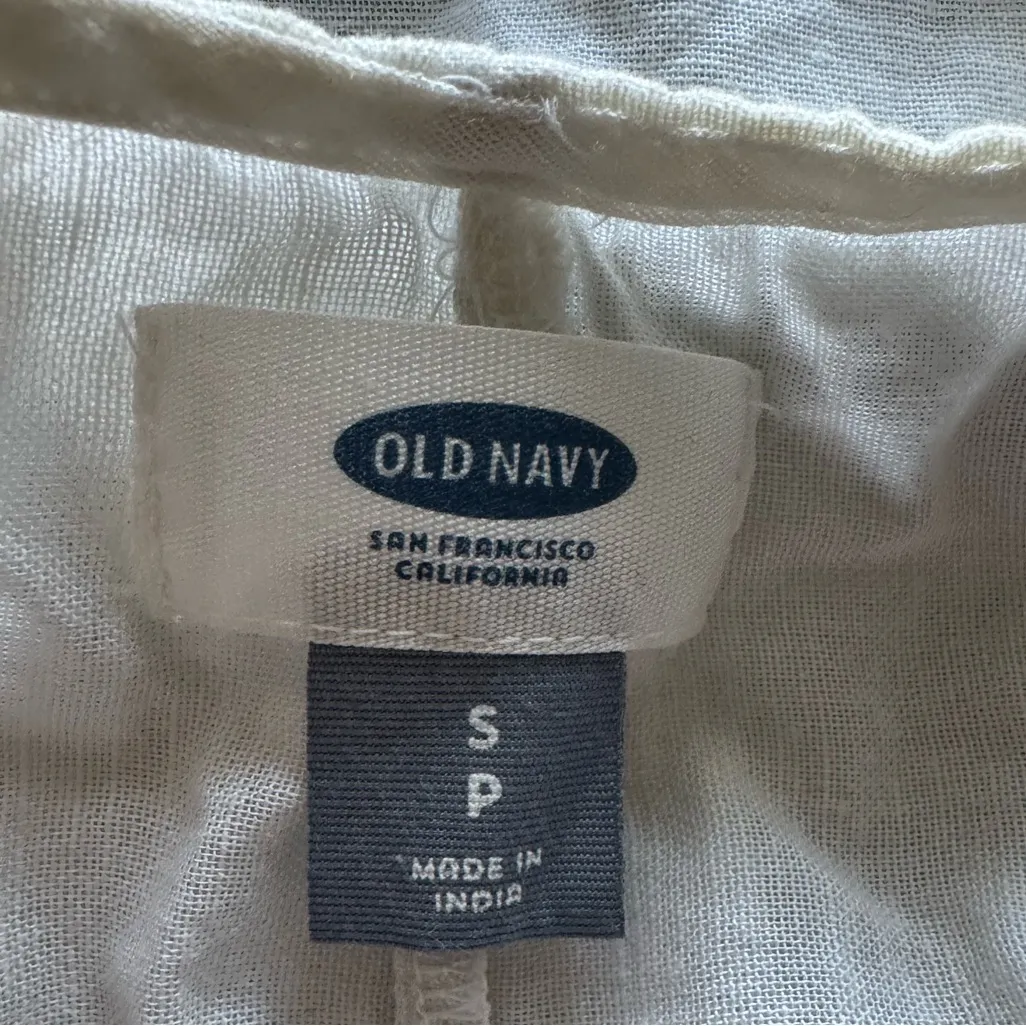 OLD NAVY
SAN FRANCISCO
CALIFORNIA
S
P
MADE IN
INDIA